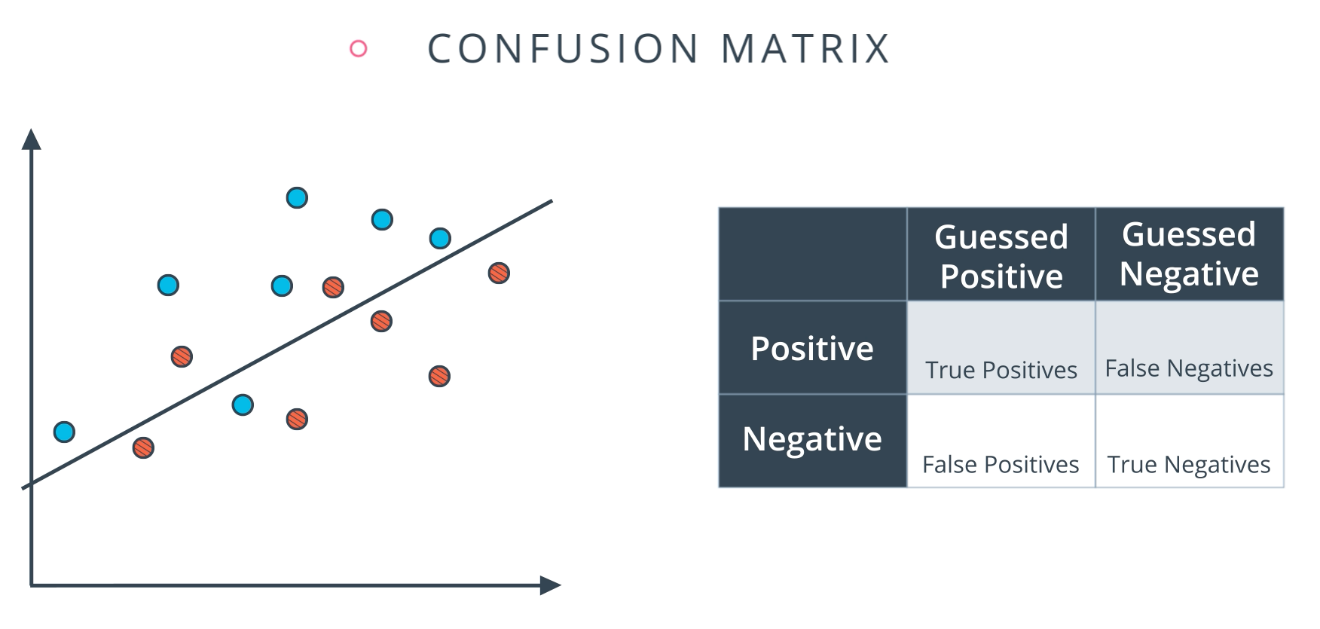 CONFUSION MATRIX
Guessed Positive
Guessed Negative
Positive
True Positives
False Negatives
Negative
False Positives
True Negatives